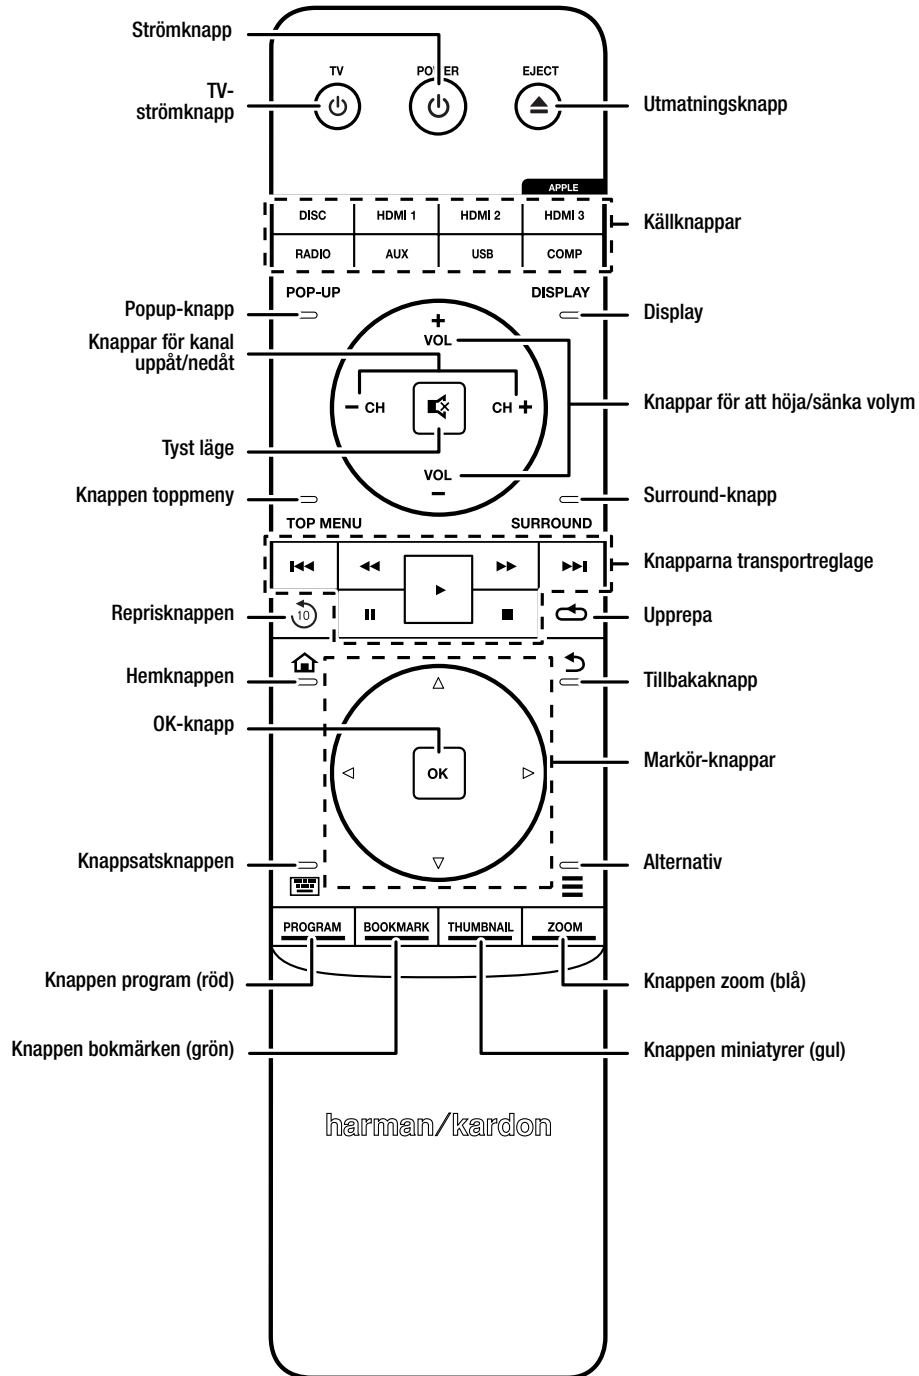 Strömknapp
TV-
strömknapp
TV
POWER
EJECT
Utmatningsknapp
APPLE
DISC
HDMI 1
HDMI 2
HDMI 3
Källknappar
RADIO
AUX
USB
COMP
POP-UP
DISPLAY
Popup-knapp
Display
Knappar för kanal
uppåt/nedåt
+
VOL
− CH
CH +
Knappar för att höja/sänka volym
Tyst läge
VOL
−
Knappen toppmeny
Surround-knapp
TOP MENU
SURROUND
Knapparna transportreglage
Reprisknappen
10
Upprepa
Hemknappen
Tillbakaknapp
OK-knapp
OK
Markör-knappar
Knappsatsknappen
Alternativ
PROGRAM
BOOKMARK
THUMBNAIL
ZOOM
Knappen program (röd)
Knappen zoom (blå)
Knappen bokmärken (grön)
Knappen miniatyrer (gul)
harman/kardon